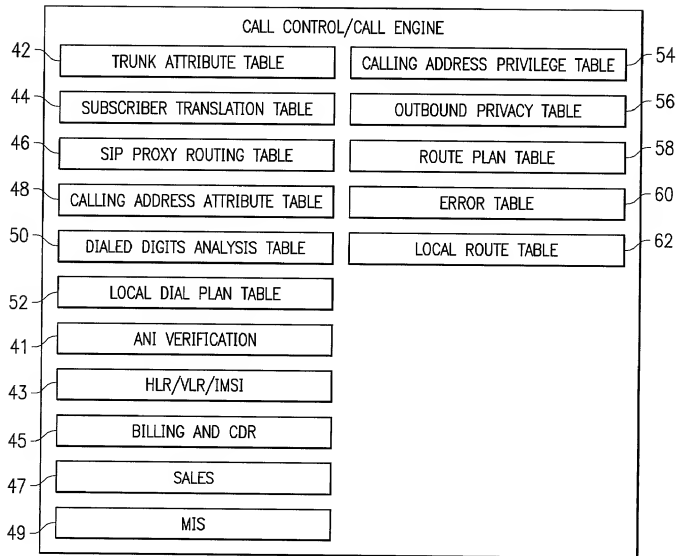 CALL CONTROL/CALL ENGINE
42 TRUNK ATTRIBUTE TABLE CALLING ADDRESS PRIVILEGE TABLE 54
44 SUBSCRIBER TRANSLATION TABLE OUTBOUND PRIVACY TABLE 56
46 SIP PROXY ROUTING TABLE ROUTE PLAN TABLE 58
48 CALLING ADDRESS ATTRIBUTE TABLE ERROR TABLE 60
50 DIALED DIGITS ANALYSIS TABLE LOCAL ROUTE TABLE 62
52 LOCAL DIAL PLAN TABLE
41 ANI VERIFICATION
43 HLR/VLR/IMSI
45 BILLING AND CDR
47 SALES
49 MIS